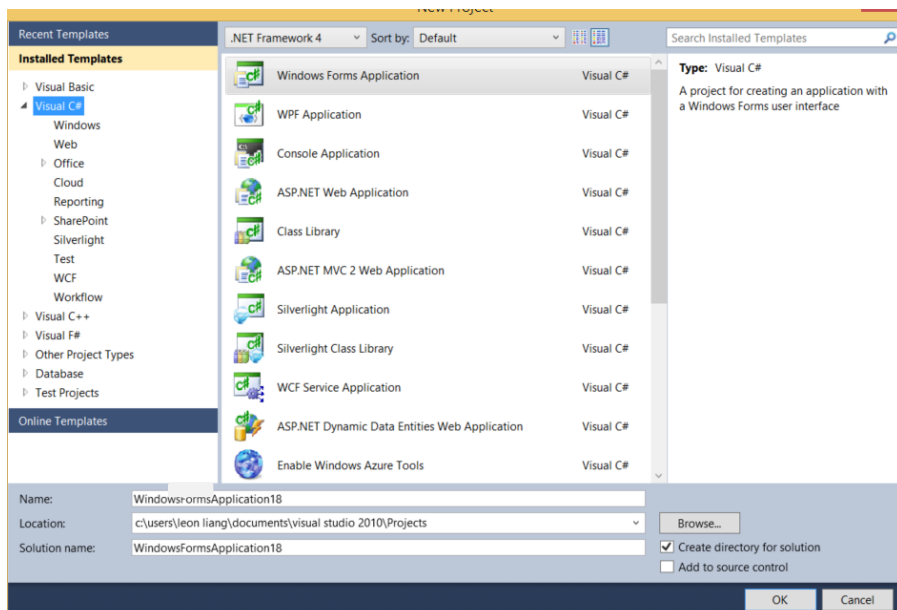 New Project
Recent Templates
Installed Templates
Visual Basic
Visual C#
Windows
Web
Office
Cloud
Reporting
SharePoint
Silverlight
Test
WCF
Workflow
Visual C++
Visual F#
Other Project Types
Database
Test Projects
Online Templates
.NET Framework 4 Sort by: Default
Windows Forms Application Visual C#
WPF Application Visual C#
Console Application Visual C#
ASP.NET Web Application Visual C#
Class Library Visual C#
ASP.NET MVC 2 Web Application Visual C#
Silverlight Application Visual C#
Silverlight Class Library Visual C#
WCF Service Application Visual C#
ASP.NET Dynamic Data Entities Web Application Visual C#
Enable Windows Azure Tools Visual C#
Search Installed Templates
Type: Visual C#
A project for creating an application with
a Windows Forms user interface
Name: WindowsFormsApplication18
Location: c:\users\leon liang\documents\visual studio 2010\Projects
Browse...
Solution name: WindowsFormsApplication18
Create directory for solution
Add to source control
OK Cancel